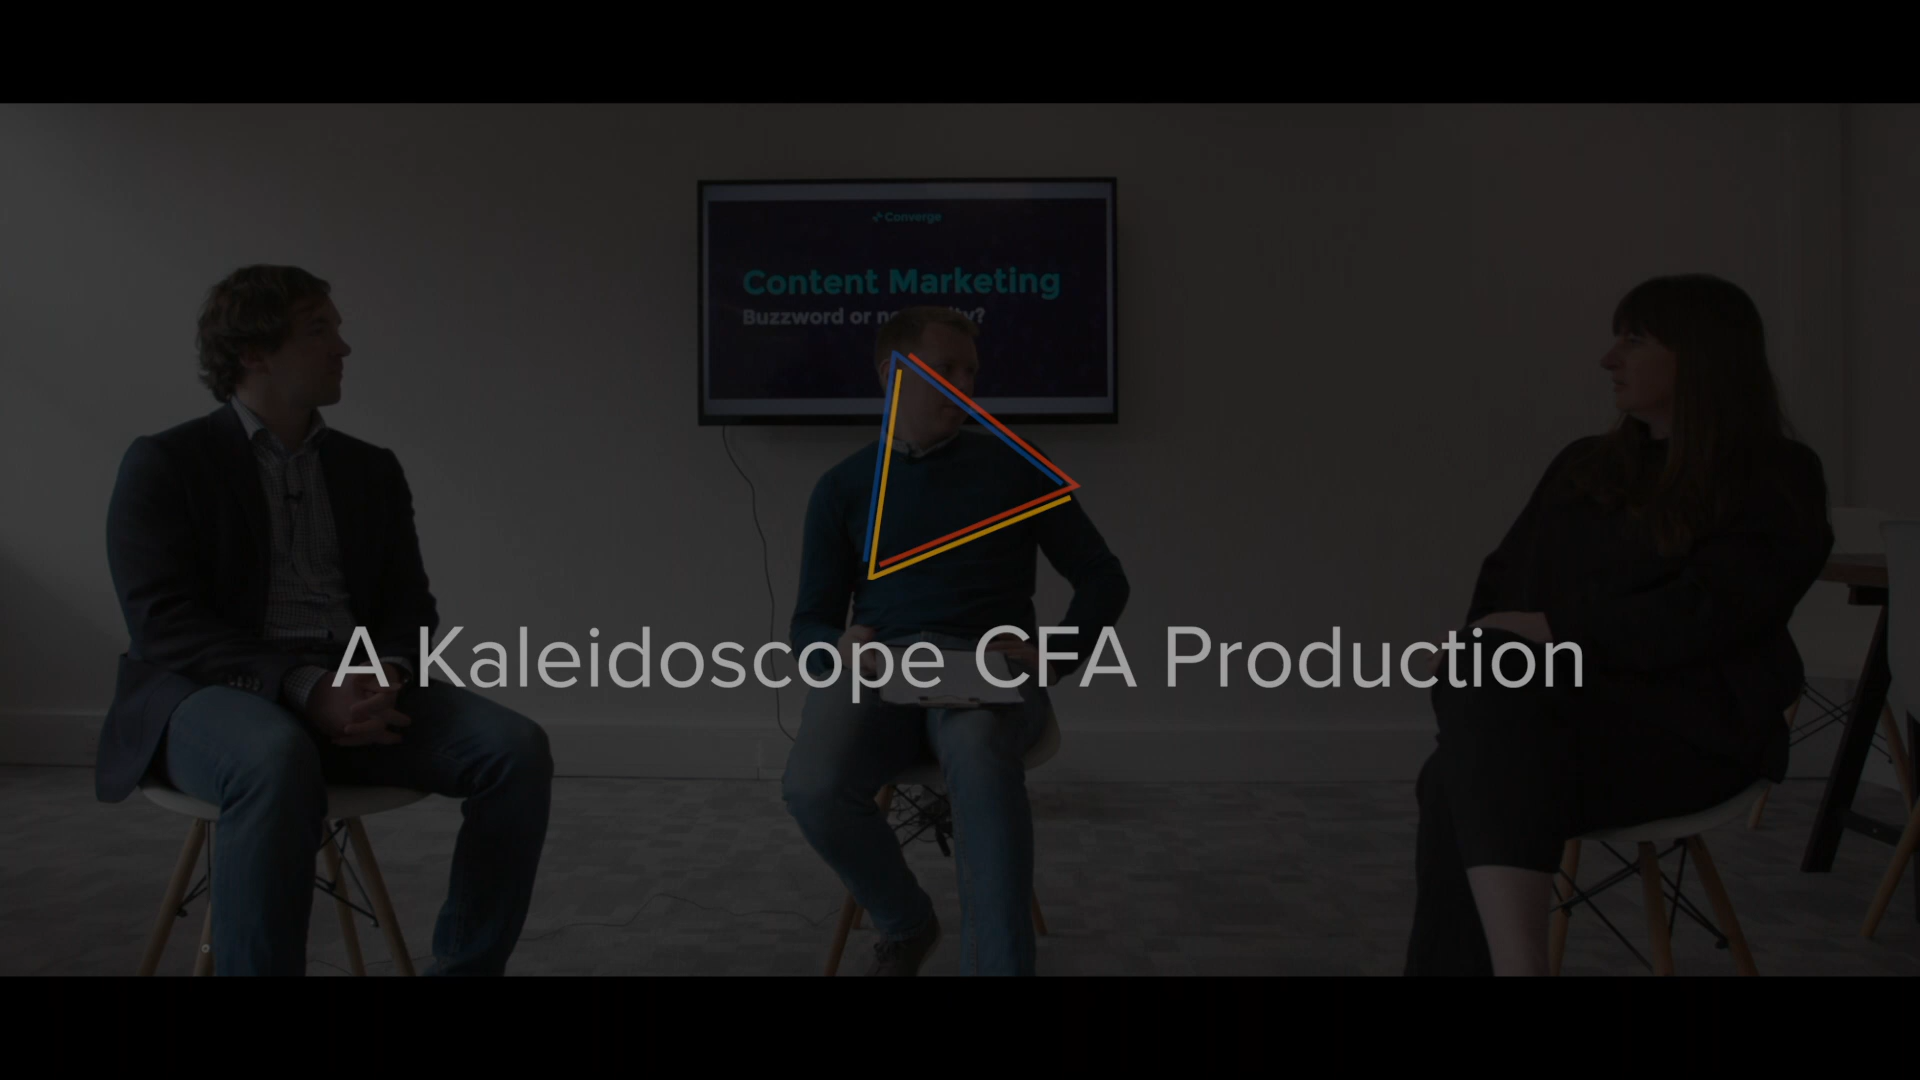 Converge
Content Marketing
Buzzword or
A Kaleidoscope CFA Production